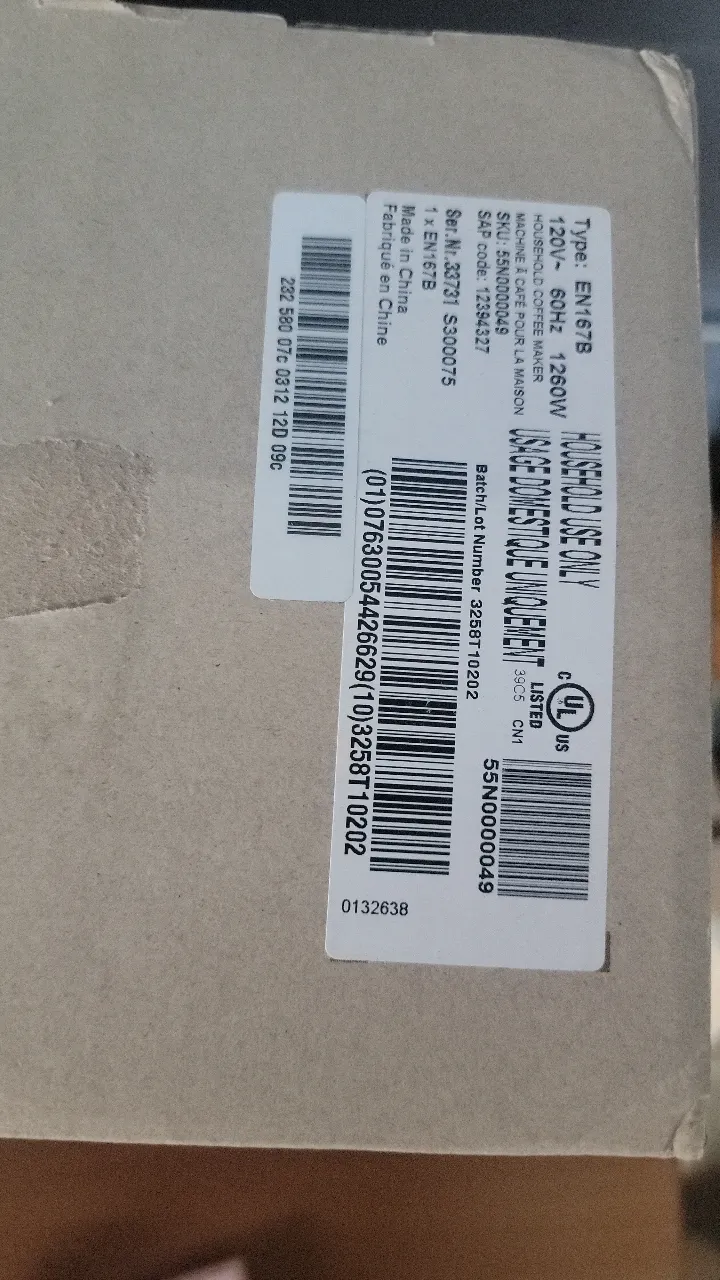 Type: EN167B
120V~ 60Hz 1260W
HOUSEHOLD COFFEE MAKER
MACHINE À CAFÉ POUR LA MAISON
SKU: 55N0000049
SAP code: 12394327
Ser.Nr.33731 S300075
1 x EN167B
Made in China
Fabriqué en Chine
HOUSEHOLD USE ONLY
USAGE DOMESTIQUE UNIQUEMENT
C UL US
LISTED
39C5 CN1
55N0000049
Batch/Lot Number 3258T10202
(01)07630054426629(10)3258T10202
0132638
232 580 07c 0312 12D 09c